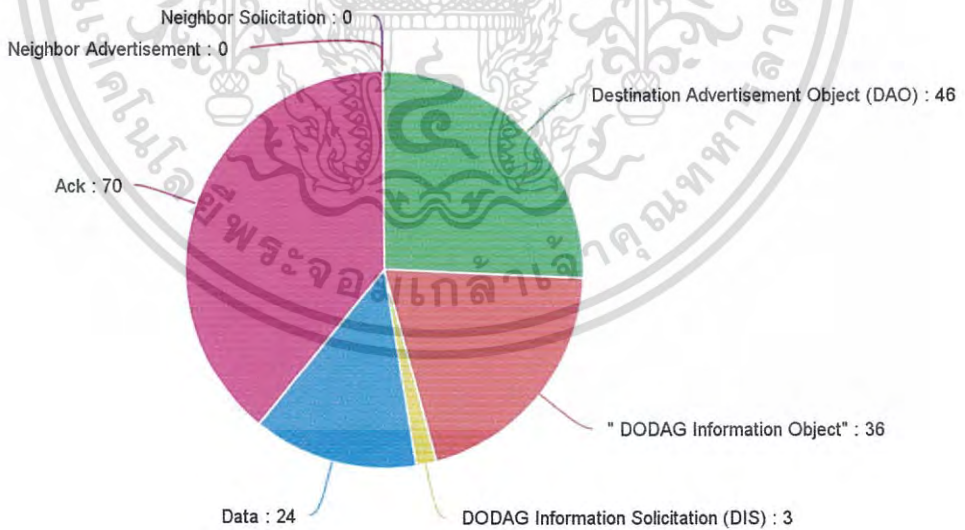 Neighbor Solicitation : 0
Neighbor Advertisement : 0
Destination Advertisement Object (DAO) : 46
Ack : 70
" DODAG Information Object" : 36
Data : 24
DODAG Information Solicitation (DIS) : 3